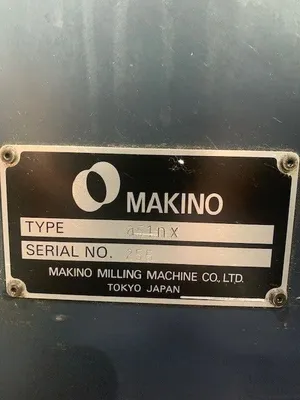 MAKINO
TYPE
SERIAL NO.
MAKINO MILLING MACHINE CO., LTD.
TOKYO JAPAN